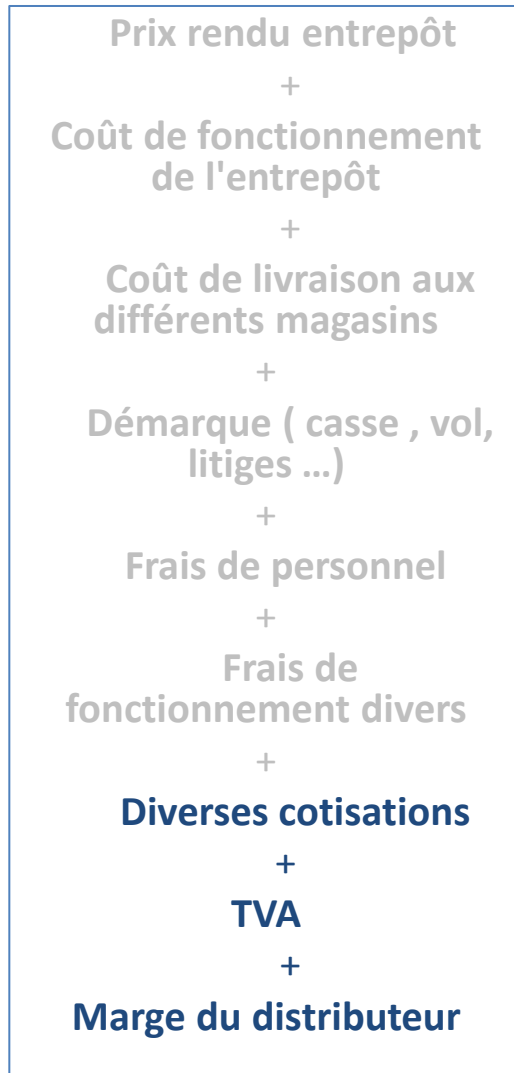 Prix rendu entrepôt
+
Coût de fonctionnement
de l'entrepôt
+
Coût de livraison aux
différents magasins
+
Démarque ( casse , vol,
litiges ...)
+
Frais de personnel
+
Frais de
fonctionnement divers
+
Diverses cotisations
+
TVA
+
Marge du distributeur